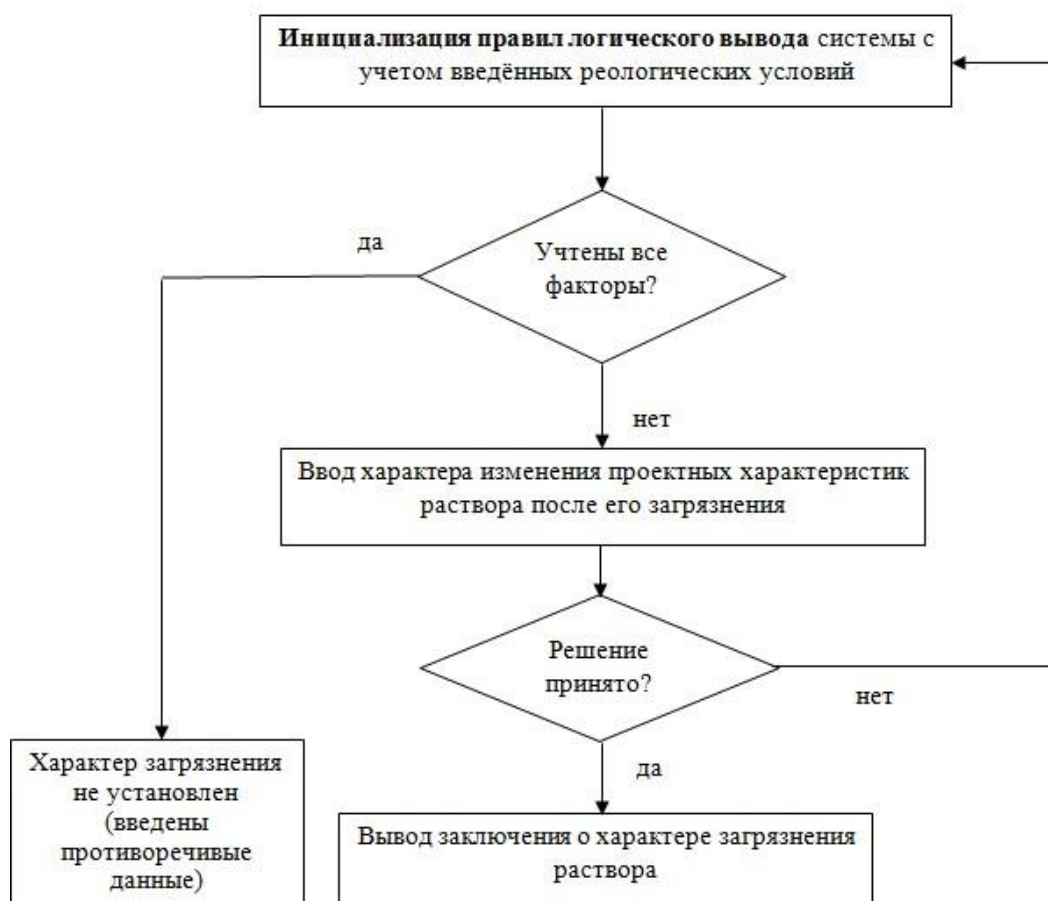 Инициализация правил логического вывода системы с
учетом введённых реологических условий
да
Учтены все
факторы?
нет
Ввод характера изменения проектных характеристик
раствора после его загрязнения
Решение
принято?
нет
да
Характер загрязнения
не установлен
(введены
противоречивые
данные)
Вывод заключения о характере загрязнения
раствора